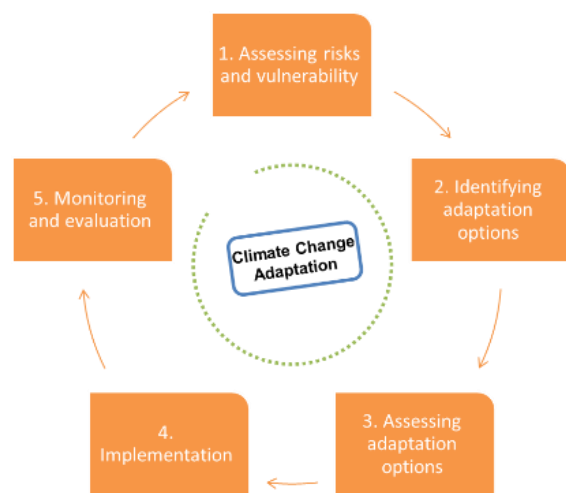 1. Assessing risks
and vulnerability
2. Identifying
adaptation
options
3. Assessing
adaptation
options
4.
Implementation
5. Monitoring
and evaluation
Climate Change
Adaptation